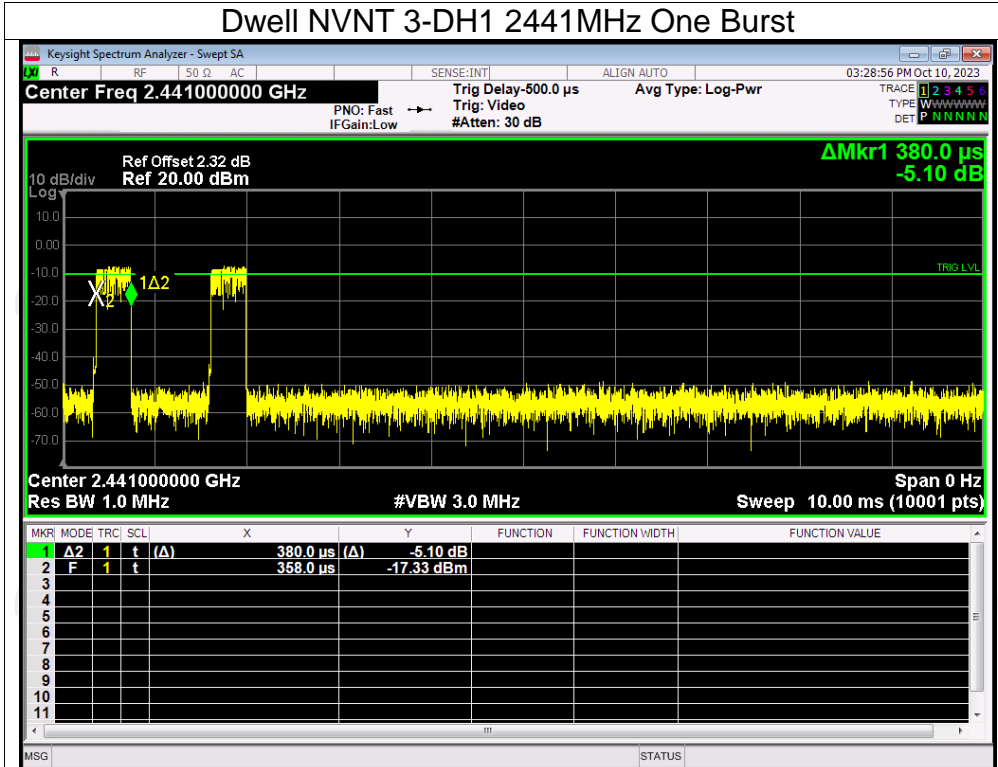 Dwell NVNT 3-DH1 2441MHz One Burst
Keysight Spectrum Analyzer - Swept SA
LXI R RF 50 Ω AC SENSE:INT ALIGN AUTO 03:28:56 PM Oct 10, 2023
Center Freq 2.441000000 GHz Trig Delay-500.0 µs Avg Type: Log-Pwr TRACE 1 2 3 4 5 6
PNO: Fast Trig: Video TYPE WWWWWW
IFGain:Low #Atten: 30 dB DET P N N N N N
ΔMkr1 380.0 µs
-5.10 dB
Ref Offset 2.32 dB
10 dB/div Ref 20.00 dBm
Log
10.0
0.00
-10.0 TRIG LVL
1Δ2
X2
-20.0
-30.0
-40.0
-50.0
-60.0
-70.0
Center 2.441000000 GHz Span 0 Hz
Res BW 1.0 MHz #VBW 3.0 MHz Sweep 10.00 ms (10001 pts)
MKR MODE TRC SCL X Y FUNCTION FUNCTION WIDTH FUNCTION VALUE
1 Δ2 1 t (Δ) 380.0 µs (Δ) -5.10 dB
2 F 1 t 358.0 µs -17.33 dBm
3
4
5
6
7
8
9
10
11
MSG STATUS